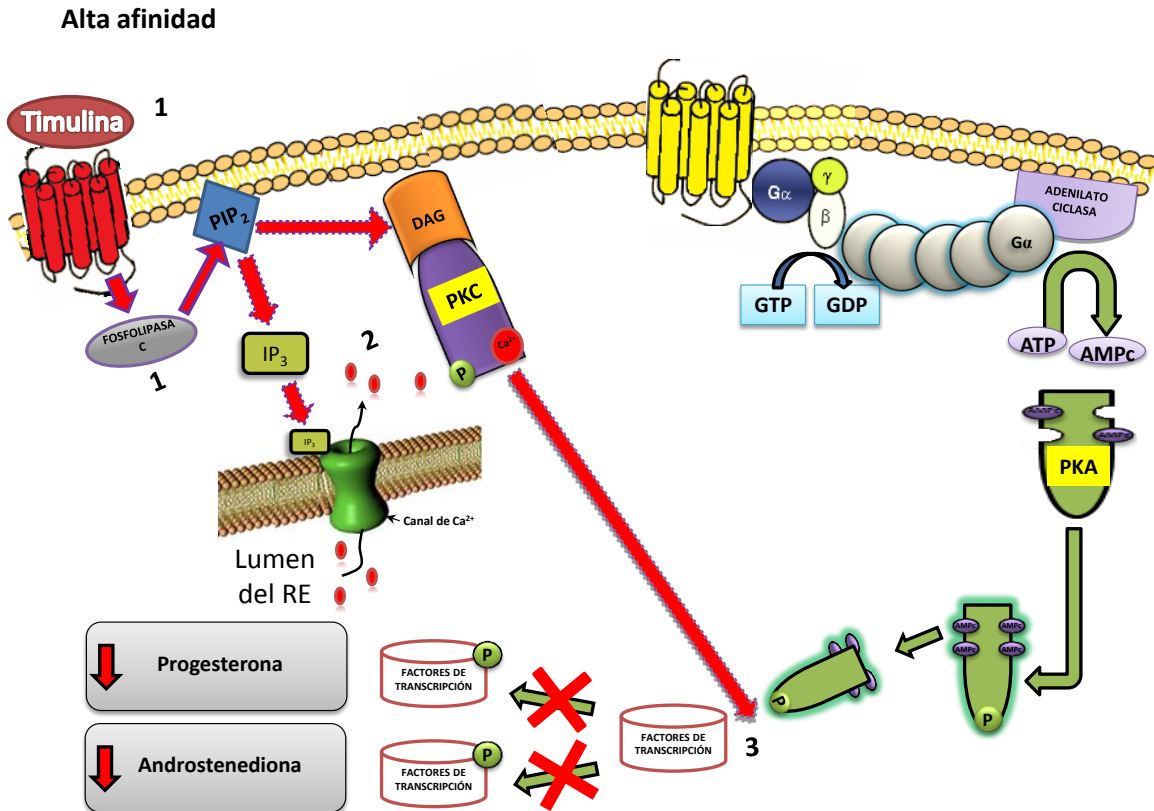 Alta afinidad
Timulina
1
PIP2
FOSFOLIPASA
C
1
IP3
IP3
2
DAG
PKC
Ca2+
P
Canal de Ca2+
Lumen
del RE
Gα
γ
β
Gα
ADENILATO
CICLASA
GTP
GDP
ATP
AMPc
AMPc
AMPc
PKA
AMPc
AMPc
AMPc
AMPc
P
P
3
FACTORES DE
TRANSCRIPCIÓN
P
FACTORES DE
TRANSCRIPCIÓN
P
FACTORES DE
TRANSCRIPCIÓN
Progesterona
Androstenediona